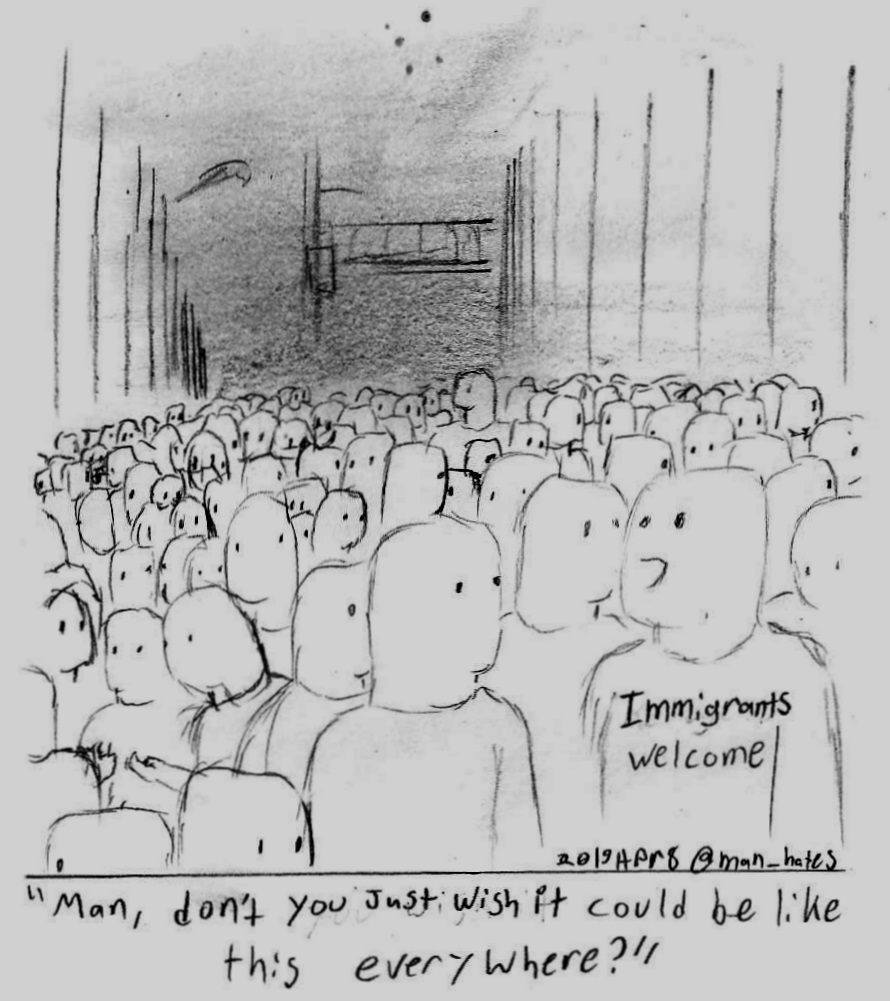 Immigrants
welcome
2019APr8 @man_hates
"Man, don't you just wish it could be like
this everywhere?"